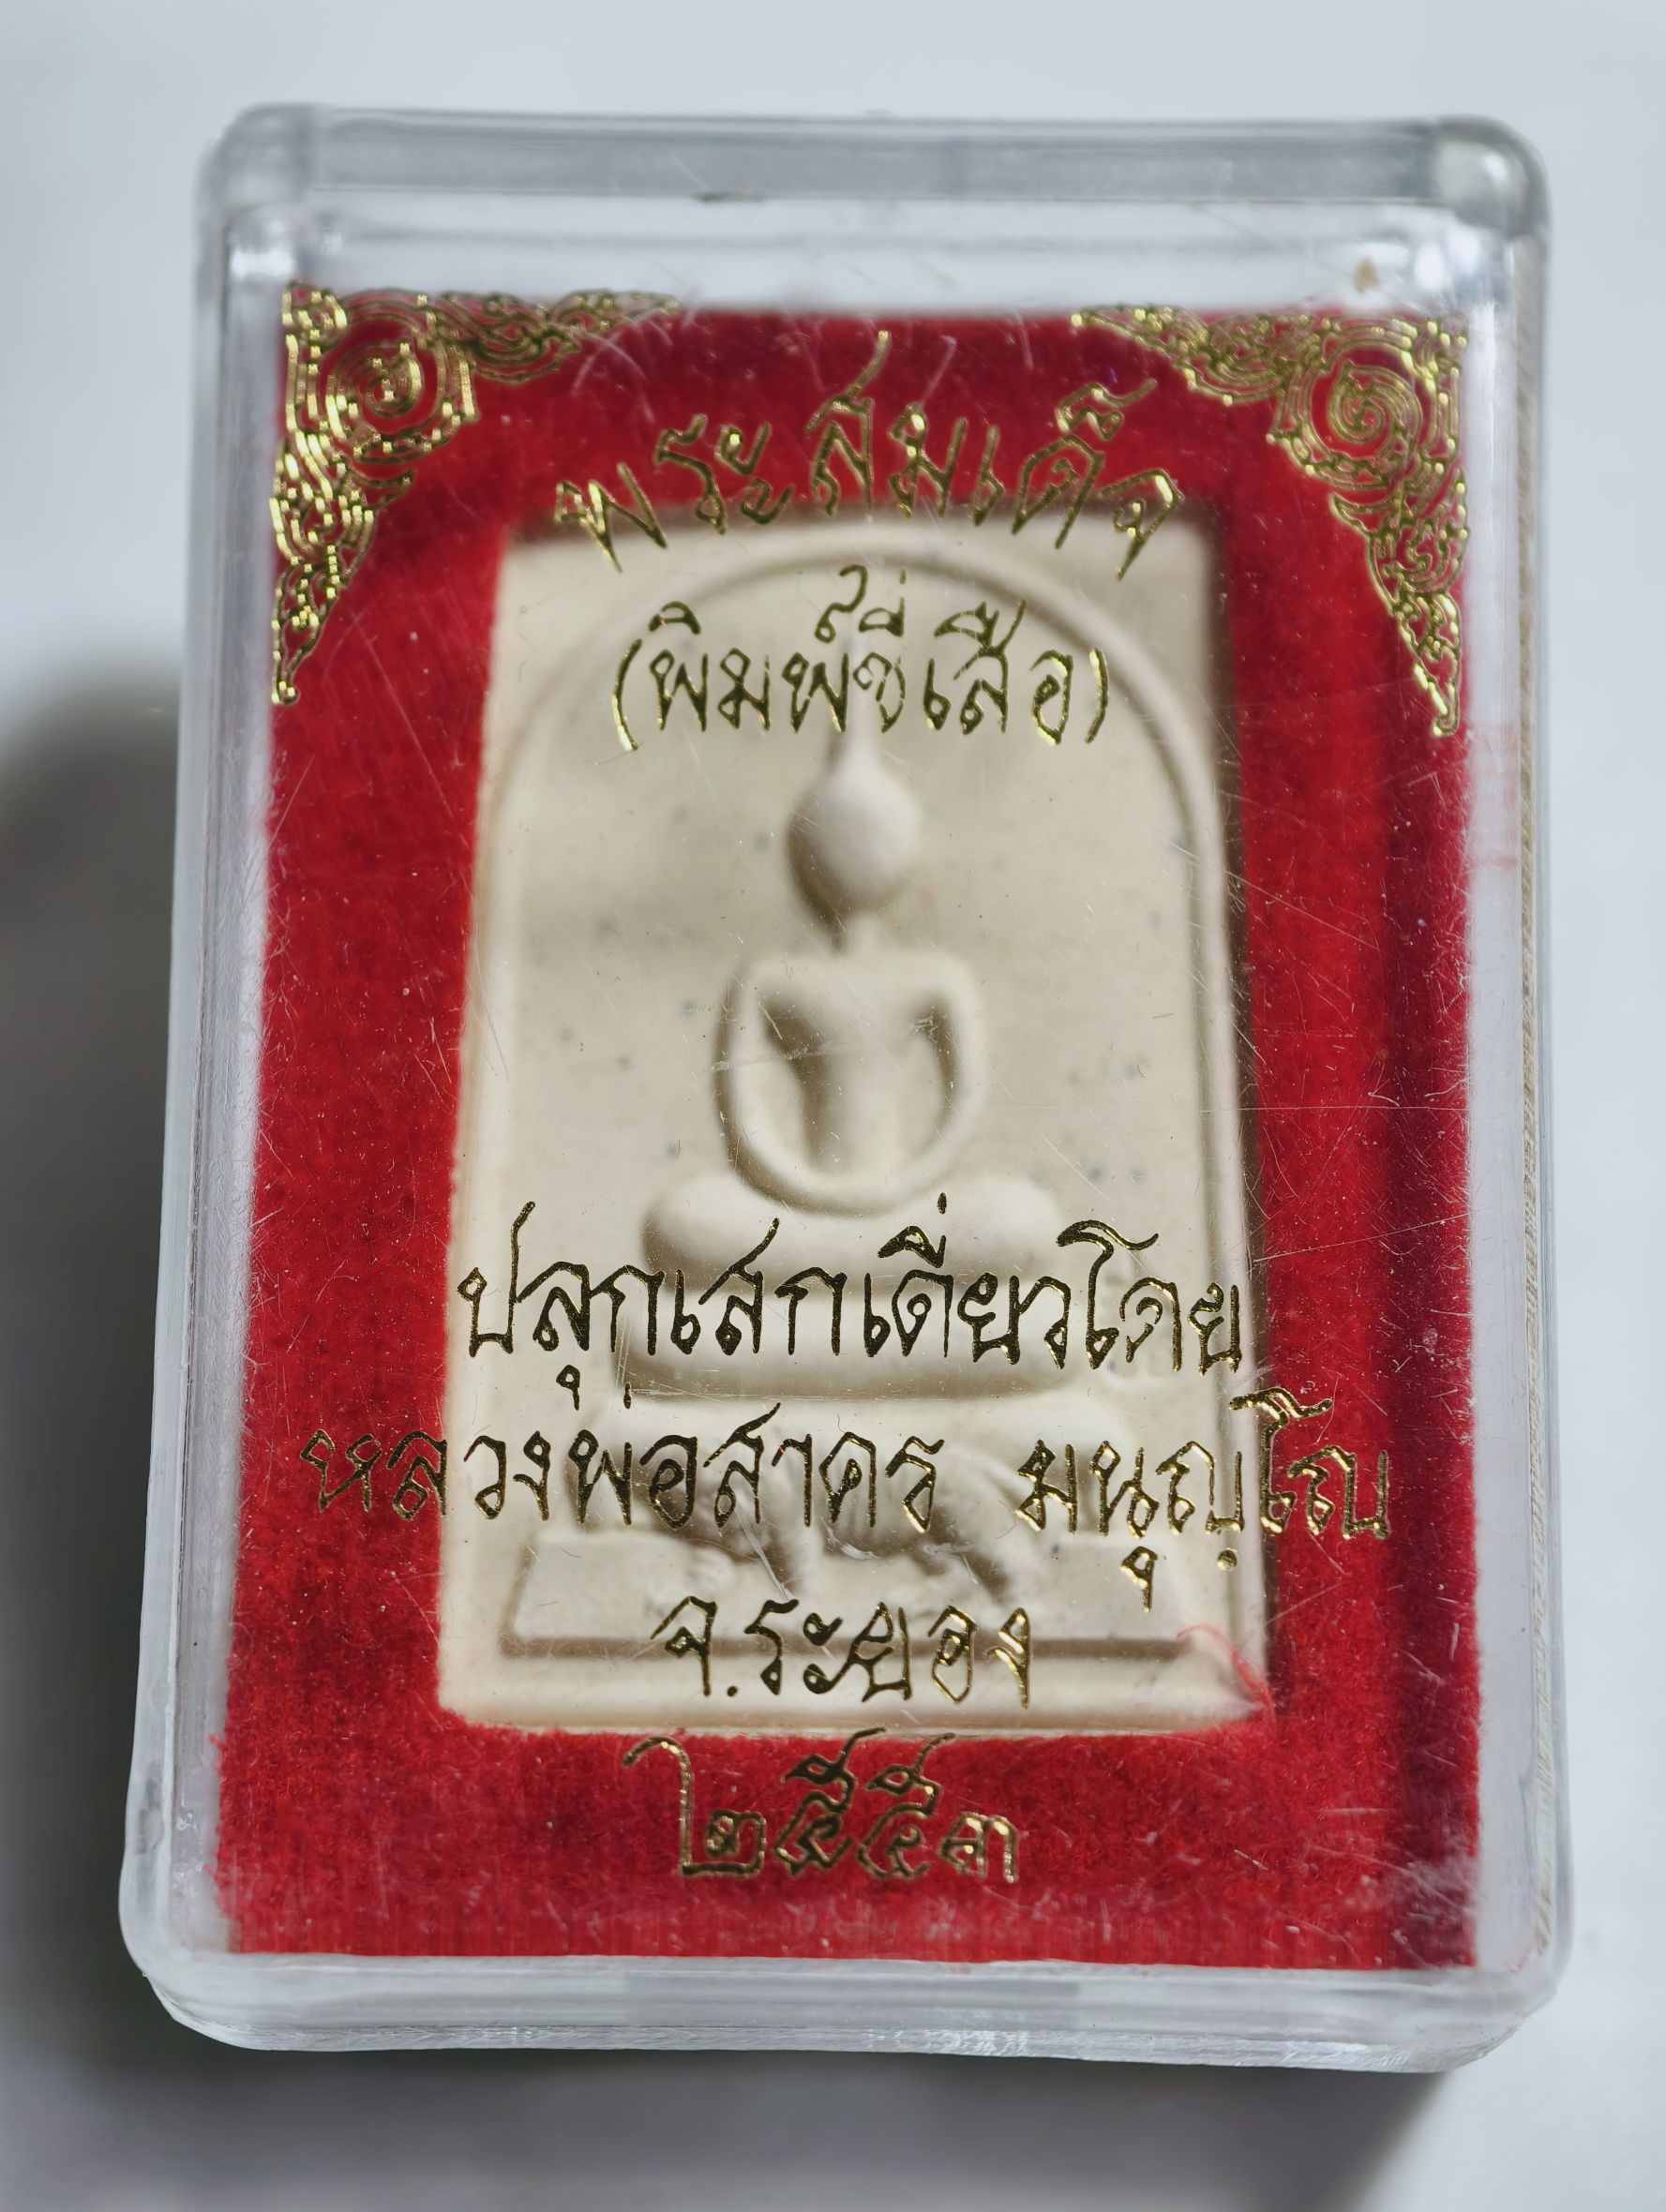 พระสมเด็จ
(พิมพ์ขี่เสือ)
ปลุกเสกเดี่ยวโดย
หลวงพ่อสาคร มนุญฺโญ
จ.ระยอง
๒๕๕๓